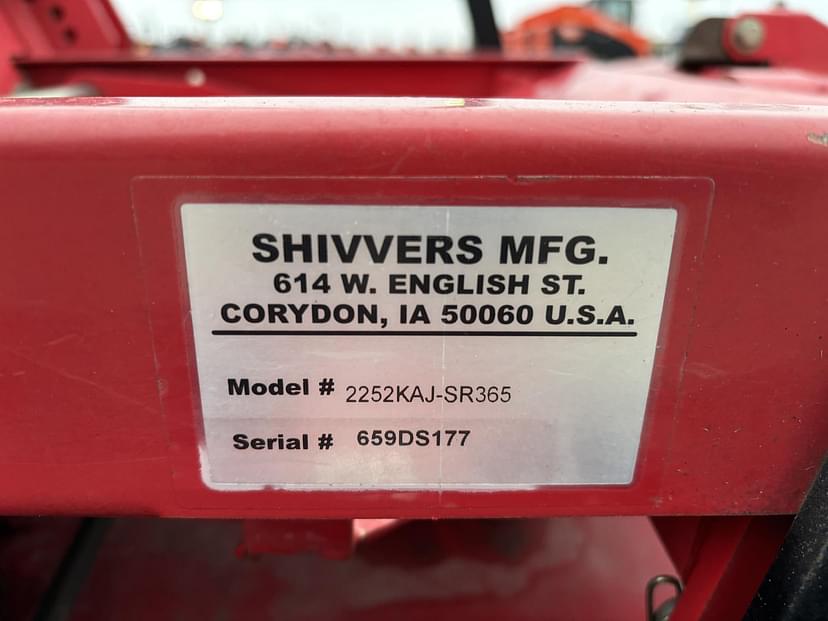 SHIVVERS MFG.
614 W. ENGLISH ST.
CORYDON, IA 50060 U.S.A.
Model # 2252KAJ-SR365
Serial # 659DS177